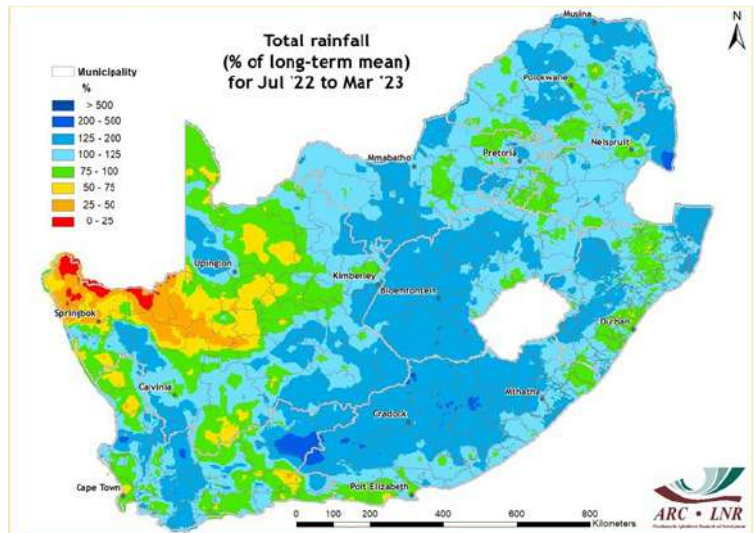 Total rainfall
(% of long-term mean)
for Jul '22 to Mar '23
N
Municipality
%
> 500
200 - 500
125 - 200
100 - 125
75 - 100
50 - 75
25 - 50
0 - 25
Musina
Polokwane
Nelspruit
Mmabatho
Pretoria
Upington
Kimberley
Bloemfontein
Springbok
Durban
Calvinia
Mthatha
Cradock
Cape Town
Port Elizabeth
0 100 200 400 600 800
Kilometers
ARC • LNR